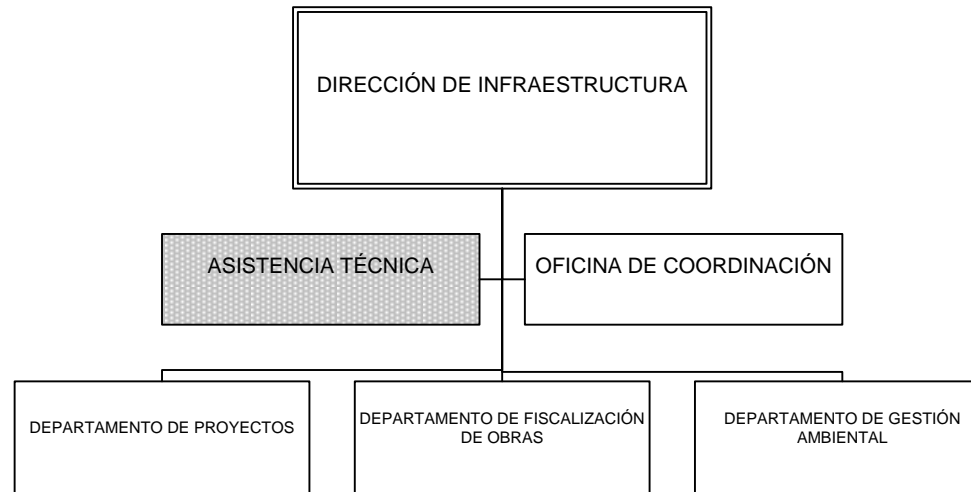 DIRECCIÓN DE INFRAESTRUCTURA
ASISTENCIA TÉCNICA
OFICINA DE COORDINACIÓN
DEPARTAMENTO DE PROYECTOS
DEPARTAMENTO DE FISCALIZACIÓN
DE OBRAS
DEPARTAMENTO DE GESTIÓN
AMBIENTAL